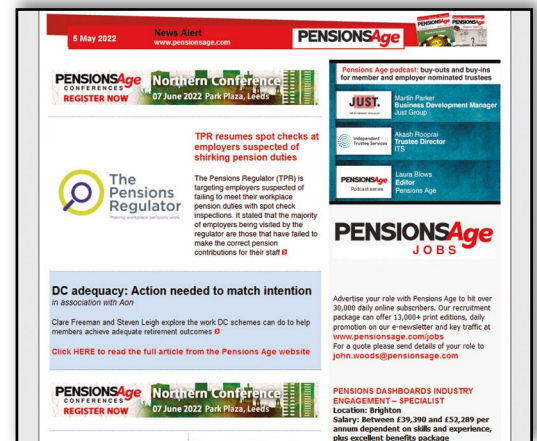 5 May 2022
News Alert
www.pensionsage.com
PENSIONSAge
PENSIONSAge
CONFERENCES
REGISTER NOW
Northern Conference
07 June 2022 Park Plaza, Leeds
TPR resumes spot checks at
employers suspected of
shirking pension duties
The
Pensions
Regulator
Making workplace pensions work
The Pensions Regulator (TPR) is
targeting employers suspected of
failing to meet their workplace
pension duties with spot check
inspections. It stated that the majority
of employers being visited by the
regulator are those that have failed to
make the correct pension
contributions for their staff
DC adequacy: Action needed to match intention
in association with Aon
Clare Freeman and Steven Leigh explore the work DC schemes can do to help
members achieve adequate retirement outcomes
Click HERE to read the full article from the Pensions Age website
PENSIONSAge
CONFERENCES
REGISTER NOW
Northern Conference
07 June 2022 Park Plaza, Leeds
Pensions Age podcast: buy-outs and buy-ins
for member and employer nominated trustees
JUST.
Martin Parker
Business Development Manager
Just Group
Independent
Trustee Services
Akash Rooprai
Trustee Director
ITS
PENSIONSAge
Podcast series
Laura Blows
Editor
Pensions Age
PENSIONSAge
JOBS
Advertise your role with Pensions Age to hit over
30,000 daily online subscribers. Our recruitment
package can offer 13,000+ print editions, daily
promotion on our e-newsletter and key traffic at
www.pensionsage.com/jobs
For a quote please send details of your role to
john.woods@pensionsage.com
PENSIONS DASHBOARDS INDUSTRY
ENGAGEMENT – SPECIALIST
Location: Brighton
Salary: Between £39,390 and £52,289 per
annum dependent on skills and experience,
plus excellent benefits package